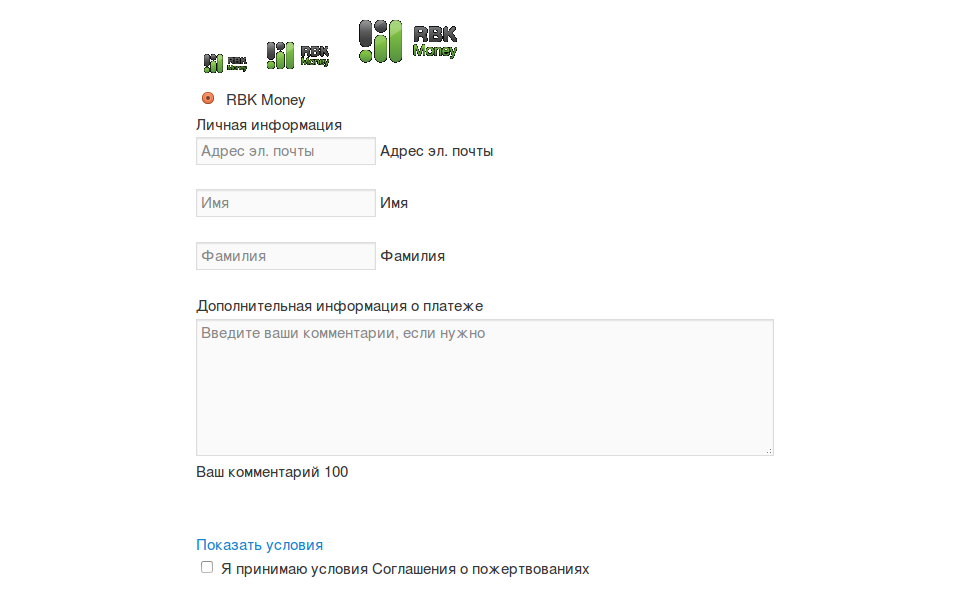 RBK Money
RBK Money
RBK Money
RBK Money
Личная информация
Адрес эл. почты Адрес эл. почты
Имя Имя
Фамилия Фамилия
Дополнительная информация о платеже
Введите ваши комментарии, если нужно
Ваш комментарий 100
Показать условия
Я принимаю условия Соглашения о пожертвованиях